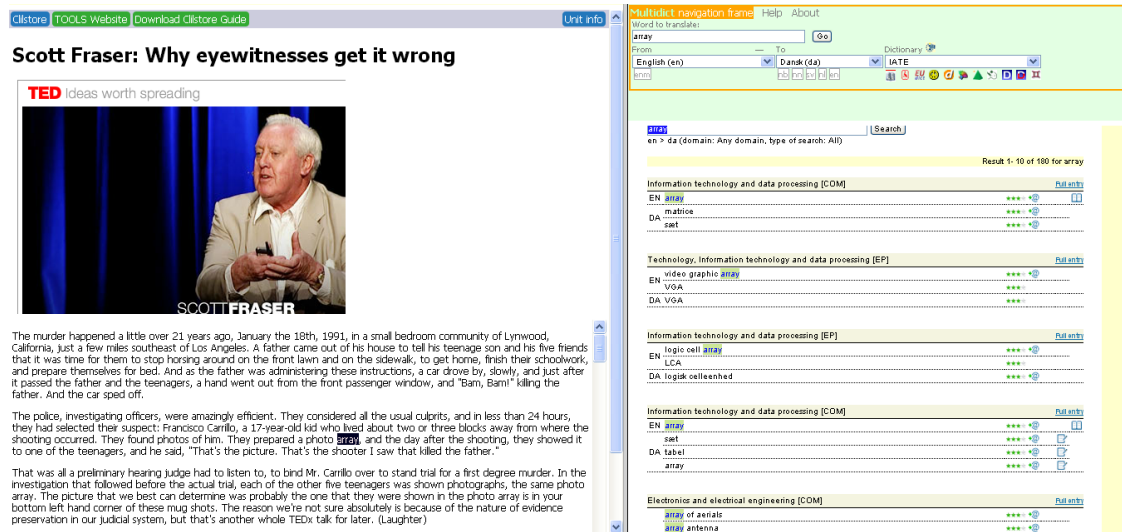 Clilstore TOOLS Website Download Clilstore Guide Unit info
Scott Fraser: Why eyewitnesses get it wrong
TED Ideas worth spreading
SCOTTFRASER
The murder happened a little over 21 years ago, January the 18th, 1991, in a small bedroom community of Lynwood,
California, just a few miles southeast of Los Angeles. A father came out of his house to tell his teenage son and his five friends
that it was time for them to stop horsing around on the front lawn and on the sidewalk, to get home, finish their schoolwork,
and prepare themselves for bed. And as the father was administering these instructions, a car drove by, slowly, and just after
it passed the father and the teenagers, a hand went out from the front passenger window, and "Bam, Bam!" killing the
father. And the car sped off.
The police, investigating officers, were amazingly efficient. They considered all the usual culprits, and in less than 24 hours,
they had selected their suspect: Francisco Carrillo, a 17-year-old kid who lived about two or three blocks away from where the
shooting occurred. They found photos of him. They prepared a photo array, and the day after the shooting, they showed it
to one of the teenagers, and he said, "That's the picture. That's the shooter I saw that killed the father."
That was all a preliminary hearing judge had to listen to, to bind Mr. Carrillo over to stand trial for a first degree murder. In the
investigation that followed before the actual trial, each of the other five teenagers was shown photographs, the same photo
array. The picture that we best can determine was probably the one that they were shown in the photo array is in your
bottom left hand corner of these mug shots. The reason we're not sure absolutely is because of the nature of evidence
preservation in our judicial system, but that's another whole TEDx talk for later. (Laughter)
Multidict navigation frame Help About
Word to translate:
array Go
From — To Dictionary
English (en) Dansk (da) IATE
enm nb nn sv nl en
array Search
en > da (domain: Any domain, type of search: All)
Result 1- 10 of 180 for array
Information technology and data processing [COM] Full entry
EN array
DA matrice
sæt
Technology, Information technology and data processing [EP] Full entry
EN video graphic array
VGA
DA VGA
Information technology and data processing [EP] Full entry
EN logic cell array
LCA
DA logisk celleenhed
Information technology and data processing [COM] Full entry
EN array
DA sæt
tabel
array
Electronics and electrical engineering [COM] Full entry
array of aerials
array antenna